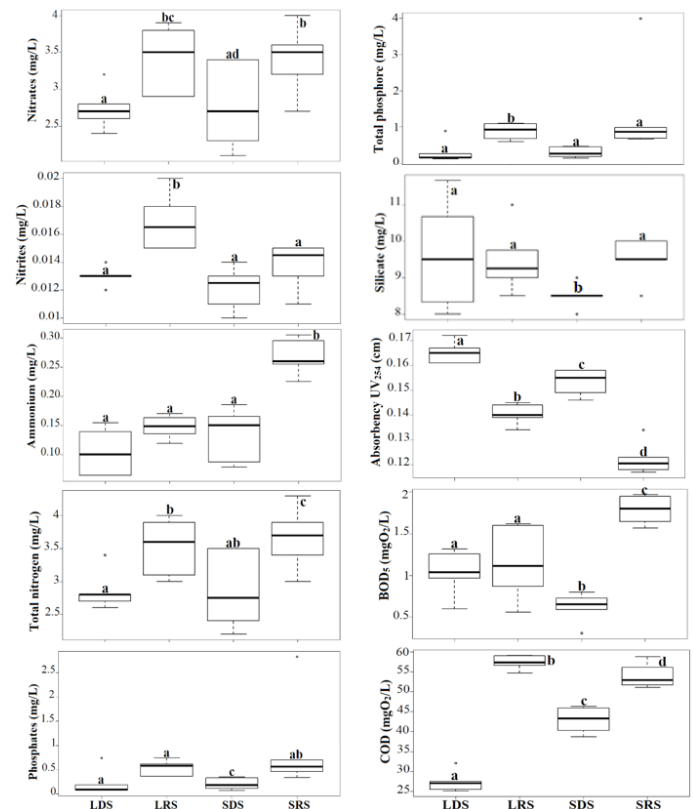 Nitrates (mg/L)
4
3.5
3
2.5
a
bc
ad
b
Nitrites (mg/L)
0.020
0.018
0.016
0.014
0.012
a
b
a
a
Ammonium (mg/L)
0.30
0.25
0.20
0.15
0.10
a
a
a
b
Total nitrogen (mg/L)
4
3.5
3
2.5
a
b
ab
c
Phosphates (mg/L)
2.5
2
1.5
1
0.5
0
a
a
c
ab
LDS LRS SDS SRS
Total phosphore (mg/L)
4
3
2
1
0
a
b
a
a
Silicate (mg/L)
11
10
9
8
a
a
b
a
Absorbency UV254 (cm)
0.17
0.16
0.15
0.14
0.13
0.12
a
b
c
d
BOD5 (mgO2/L)
2
1.5
1
0.5
a
a
b
c
COD (mgO2/L)
60
55
50
45
40
35
30
25
a
b
c
d
LDS LRS SDS SRS